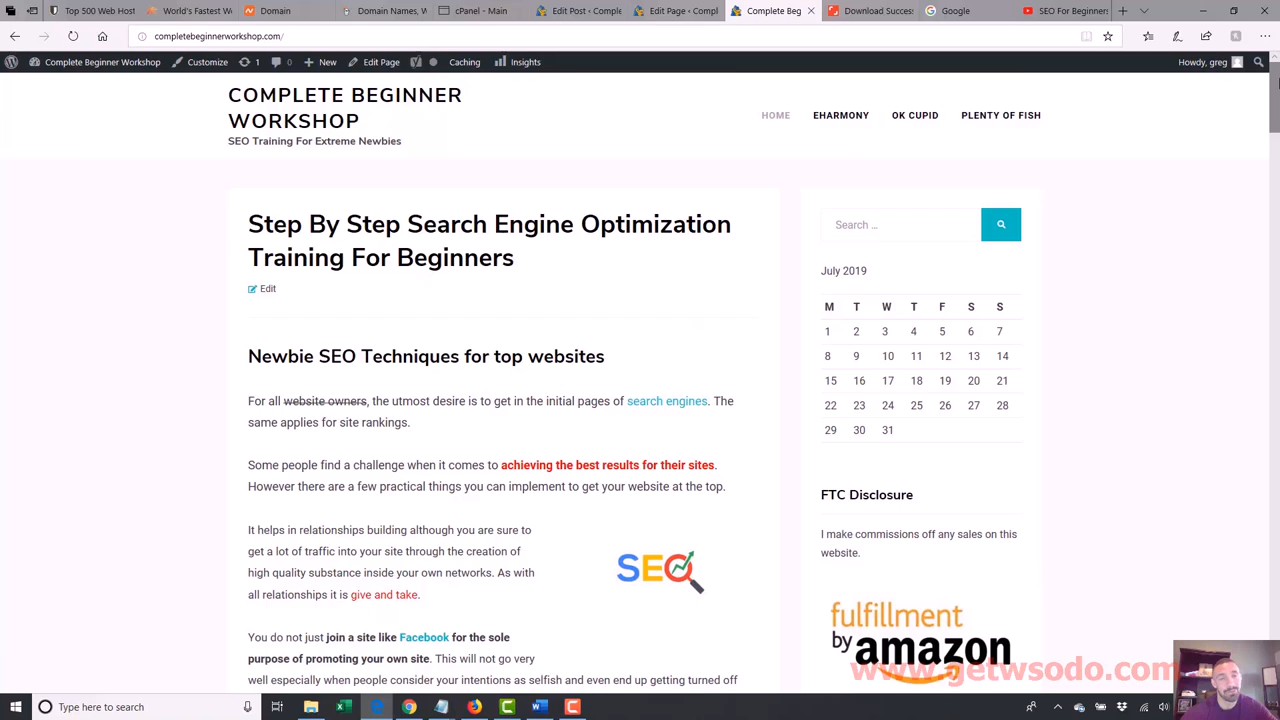 Top 500 Web Host
World's Fastest W
Domain
Domain Names, W
cPanel - Main
Edit Post ‹ Comple
Edit Page ‹ Compl
Complete Beg
Download Success
Google
SEO For Beginners
completebeginnerworkshop.com/
Complete Beginner Workshop
Customize
1
0
New
Edit Page
Caching
Insights
Howdy, greg
COMPLETE BEGINNER
WORKSHOP
SEO Training For Extreme Newbies
HOME
EHARMONY
OK CUPID
PLENTY OF FISH
Step By Step Search Engine Optimization
Training For Beginners
Edit
Newbie SEO Techniques for top websites
For all website owners, the utmost desire is to get in the initial pages of search engines. The
same applies for site rankings.
Some people find a challenge when it comes to achieving the best results for their sites.
However there are a few practical things you can implement to get your website at the top.
It helps in relationships building although you are sure to
get a lot of traffic into your site through the creation of
high quality substance inside your own networks. As with
all relationships it is give and take.
SEO
You do not just join a site like Facebook for the sole
purpose of promoting your own site. This will not go very
well especially when people consider your intentions as selfish and even end up getting turned off
Search …
July 2019
M T W T F S S
1 2 3 4 5 6 7
8 9 10 11 12 13 14
15 16 17 18 19 20 21
22 23 24 25 26 27 28
29 30 31
FTC Disclosure
I make commissions off any sales on this
website.
fulfillment
by amazon
www.getwsodo.com
Type here to search